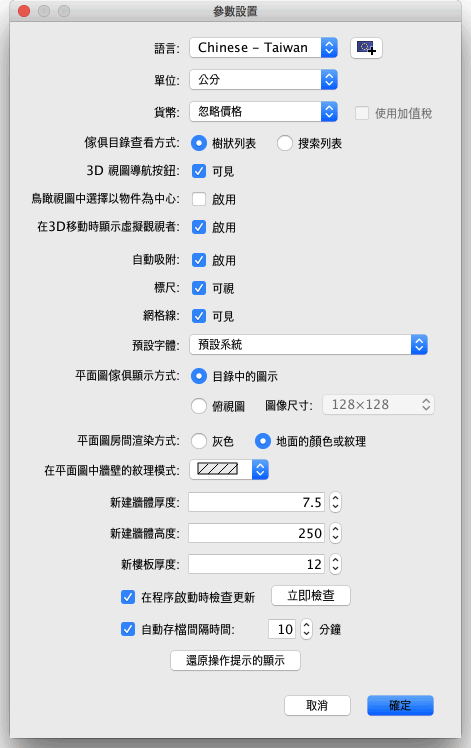 參數設置
語言: Chinese – Taiwan
單位: 公分
貨幣: 忽略價格 使用加值稅
傢俱目錄查看方式: 樹狀列表 搜索列表
3D 視圖導航按鈕: 可見
鳥瞰視圖中選擇以物件為中心: 啟用
在3D移動時顯示虛擬觀視者: 啟用
自動吸附: 啟用
標尺: 可視
網格線: 可見
預設字體: 預設系統
平面圖傢俱顯示方式: 目錄中的圖示
俯視圖 圖像尺寸: 128×128
平面圖房間渲染方式: 灰色 地面的顏色或紋理
在平面圖中牆壁的紋理模式:
新建牆體厚度: 7.5
新建牆體高度: 250
新樓板厚度: 12
在程序啟動時檢查更新 立即檢查
自動存檔間隔時間: 10 分鐘
還原操作提示的顯示
取消 確定